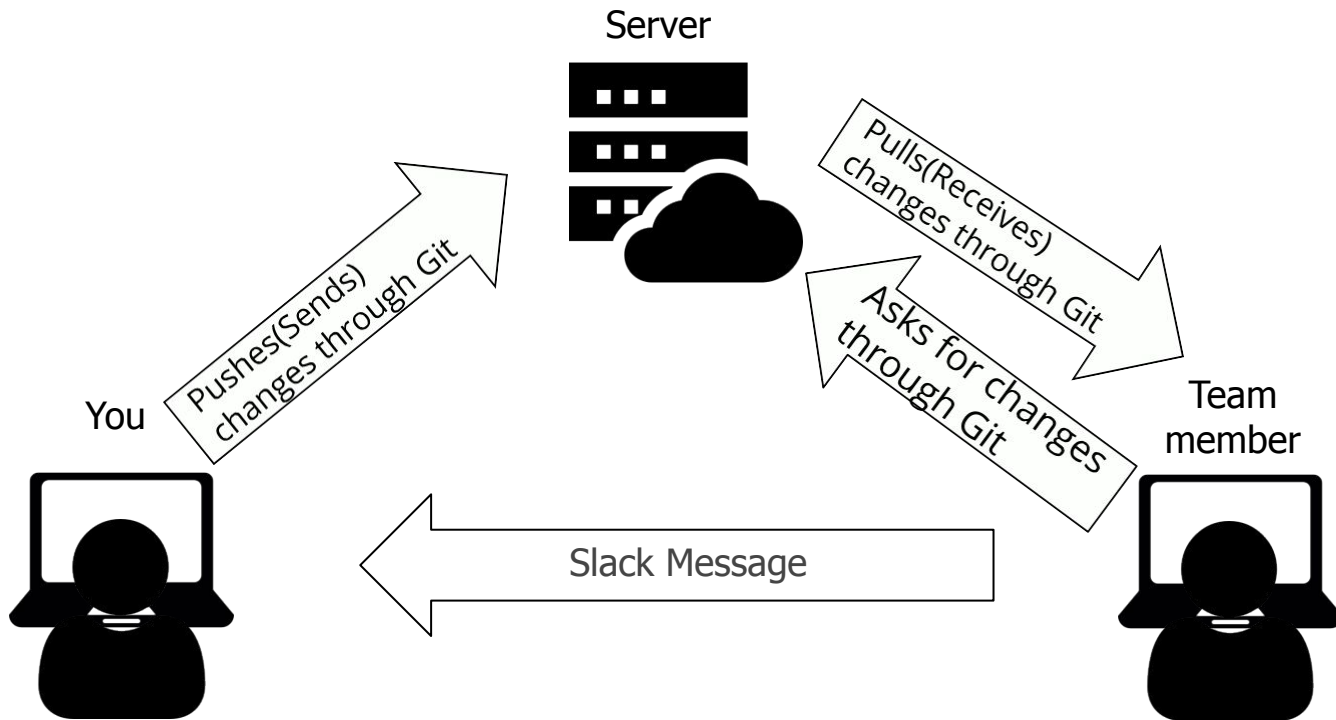 Server
Pulls(Receives)
changes through Git
Pushes(Sends)
changes through Git
Asks for changes
through Git
You
Team
member
Slack Message